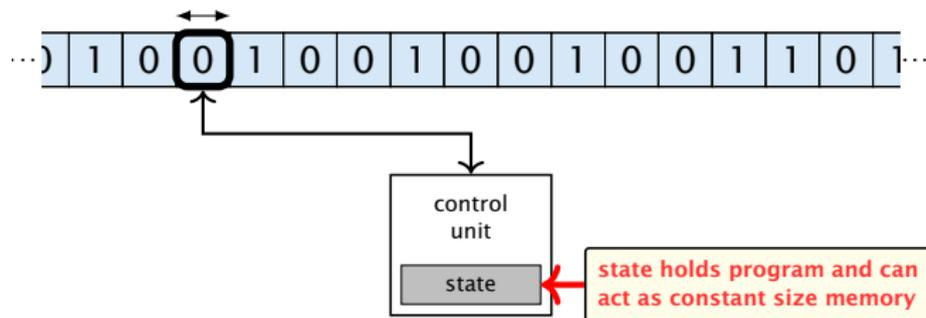 ··· 0 1 0 0 1 0 0 1 0 0 1 0 0 1 1 0 1 ···
control
unit
state
state holds program and can
act as constant size memory